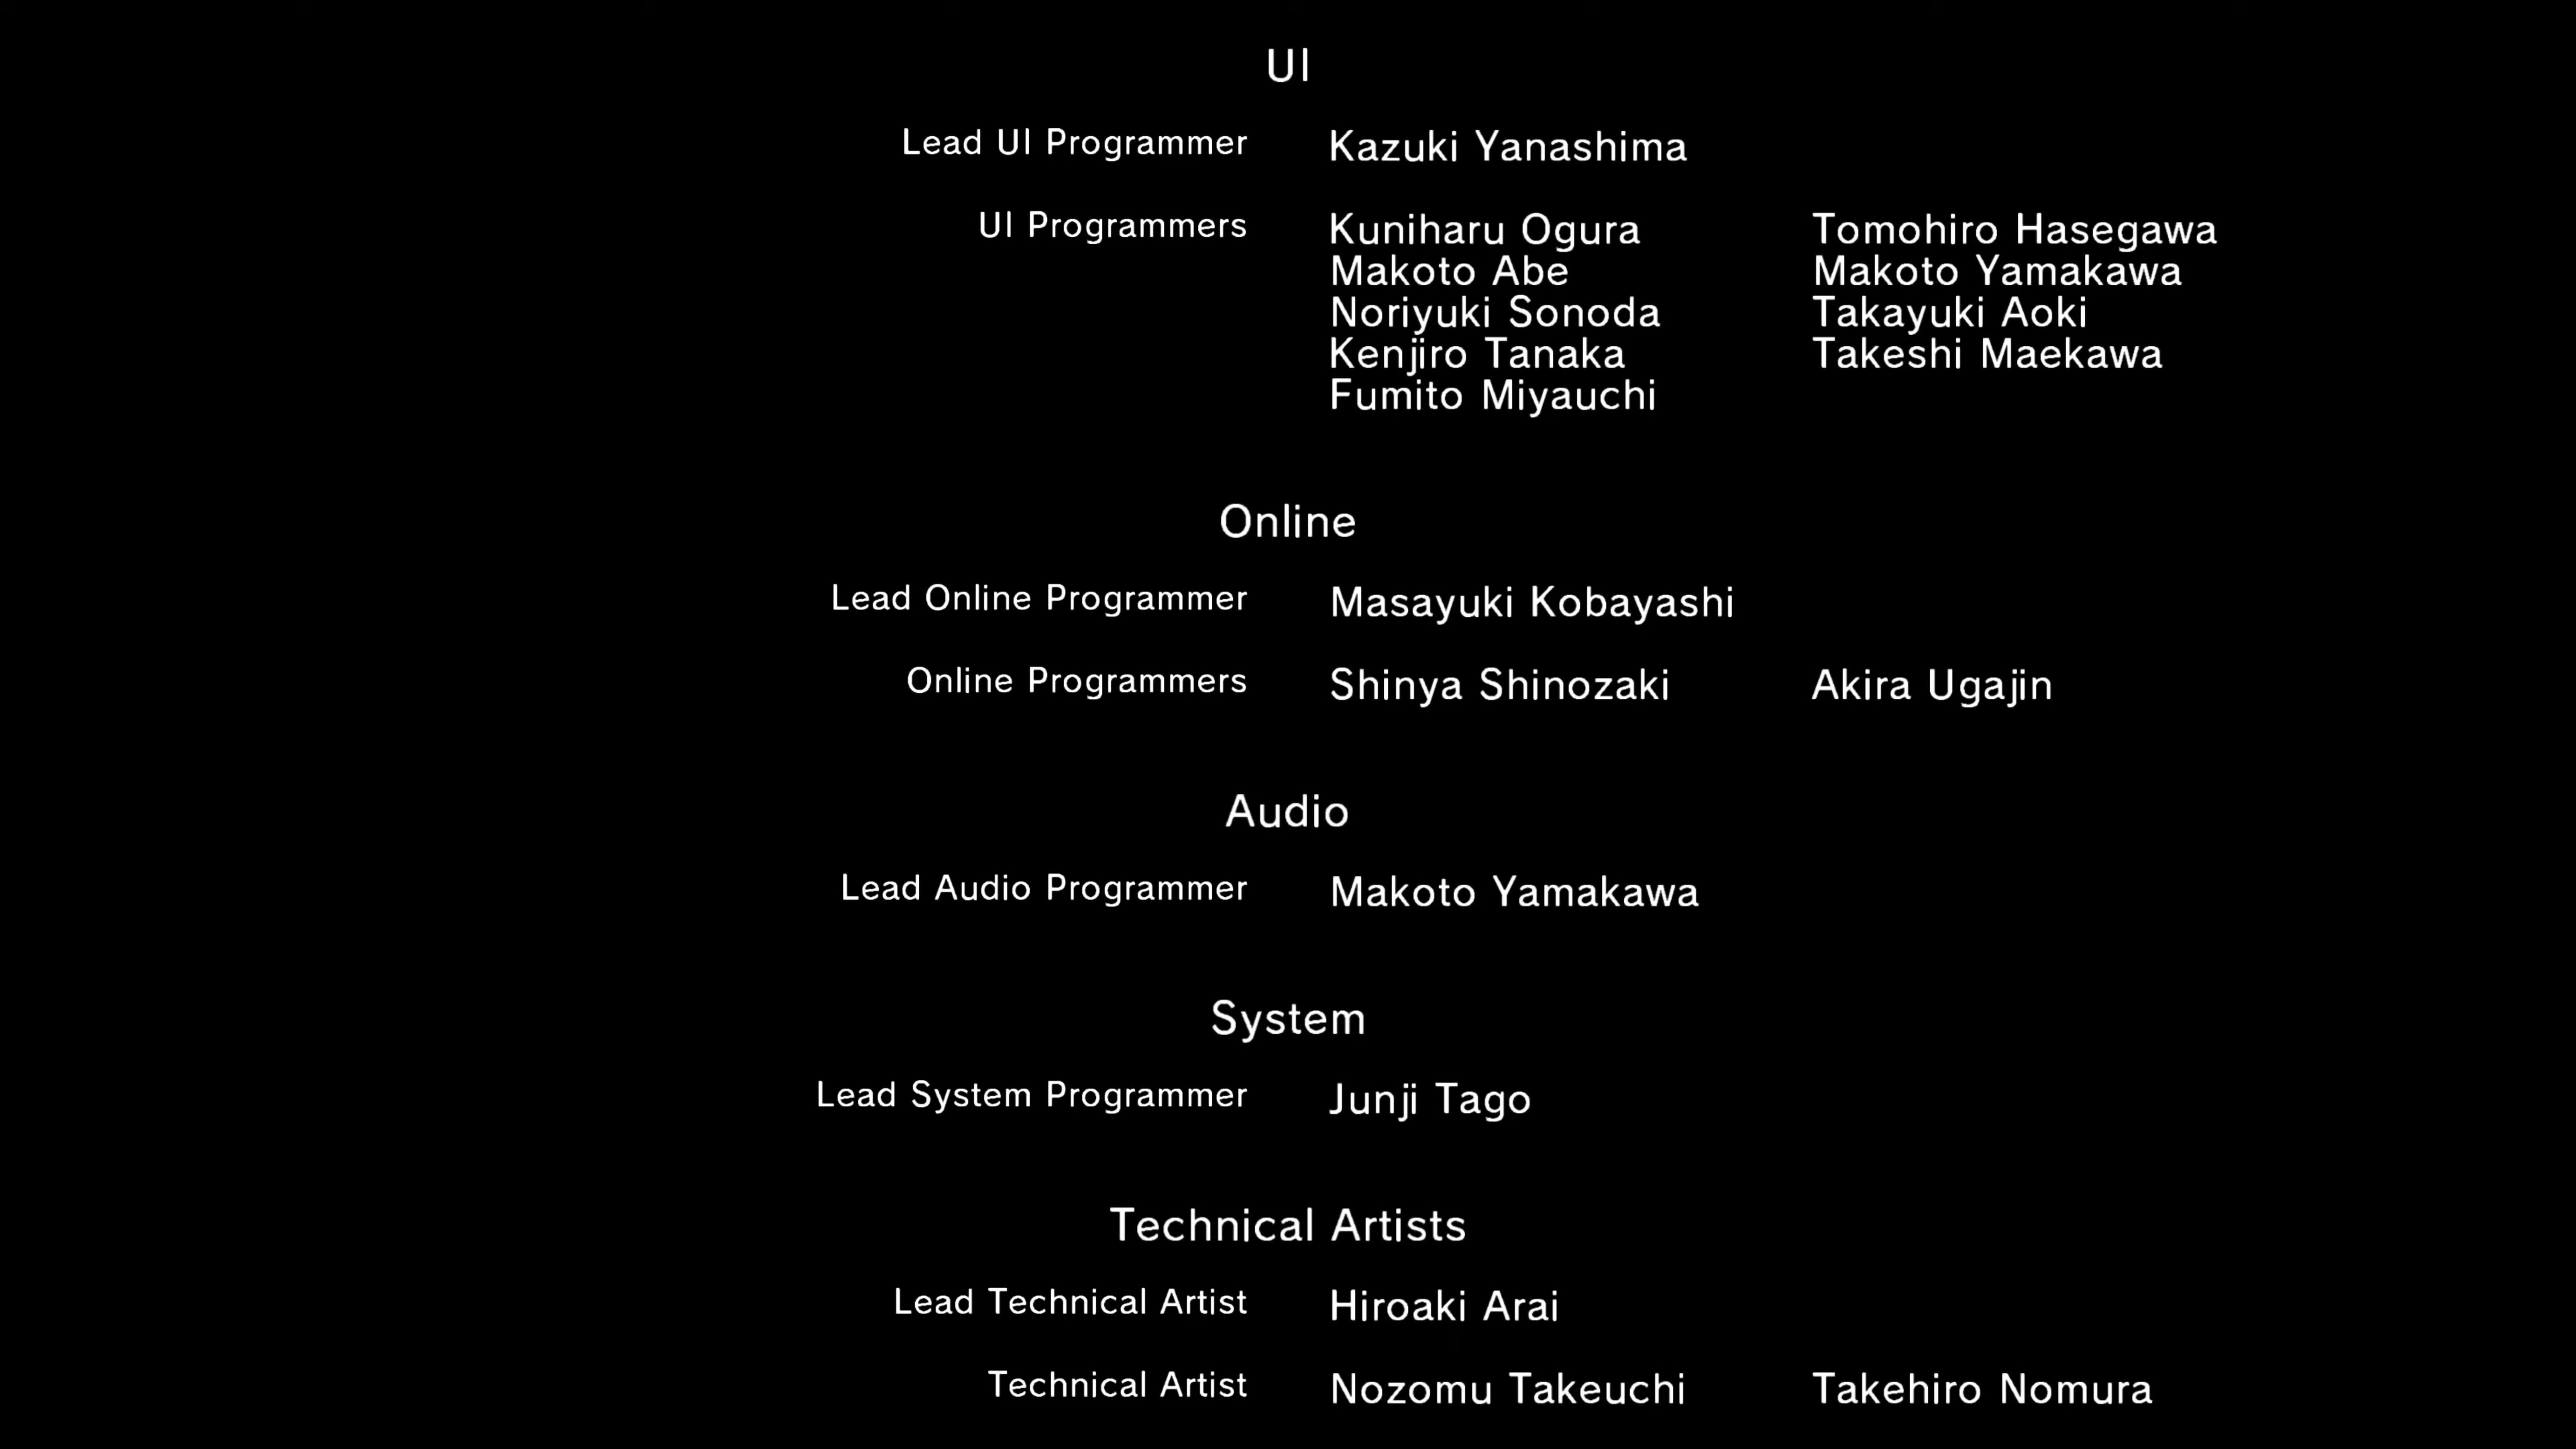 UI
Lead UI Programmer Kazuki Yanashima
UI Programmers Kuniharu Ogura Tomohiro Hasegawa
Makoto Abe Makoto Yamakawa
Noriyuki Sonoda Takayuki Aoki
Kenjiro Tanaka Takeshi Maekawa
Fumito Miyauchi
Online
Lead Online Programmer Masayuki Kobayashi
Online Programmers Shinya Shinozaki Akira Ugajin
Audio
Lead Audio Programmer Makoto Yamakawa
System
Lead System Programmer Junji Tago
Technical Artists
Lead Technical Artist Hiroaki Arai
Technical Artist Nozomu Takeuchi Takehiro Nomura